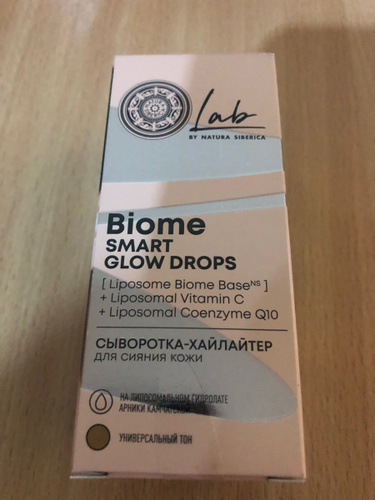 Lab
BY NATURA SIBERICA
Biome
SMART
GLOW DROPS
[ Liposome Biome Base^NS ]
+ Liposomal Vitamin C
+ Liposomal Coenzyme Q10
СЫВОРОТКА-ХАЙЛАЙТЕР
для сияния кожи
НА ЛИПОСОМАЛЬНОМ ГИДРОЛАТЕ
АРНИКИ КАМЧАТСКОЙ
УНИВЕРСАЛЬНЫЙ ТОН